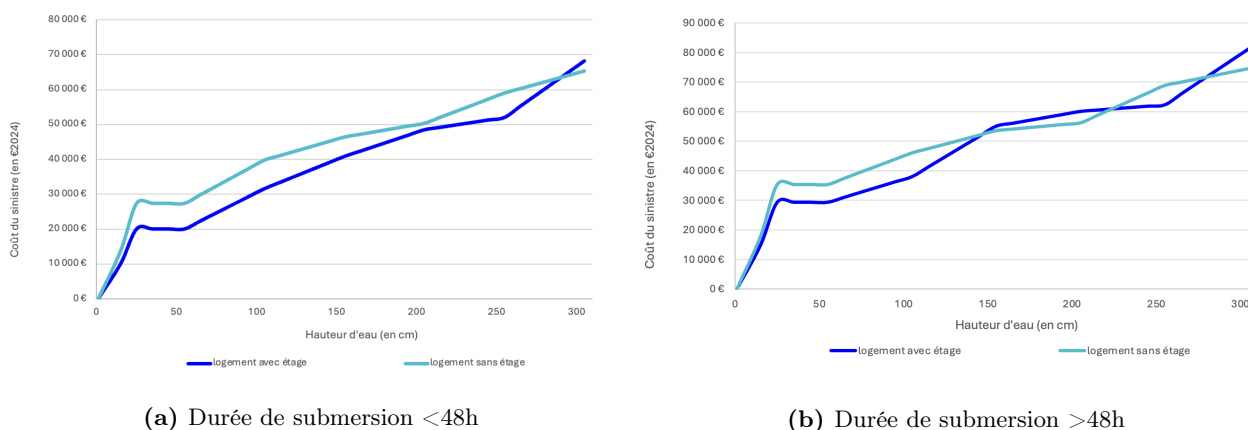 80 000 €
70 000 €
60 000 €
50 000 €
40 000 €
30 000 €
20 000 €
10 000 €
0 €
Coût du sinistre (en €2024)
0 50 100 150 200 250 300
Hauteur d'eau (en cm)
logement avec étage logement sans étage
(a) Durée de submersion <48h
90 000 €
80 000 €
70 000 €
60 000 €
50 000 €
40 000 €
30 000 €
20 000 €
10 000 €
0 €
Coût du sinistre (en €2024)
0 50 100 150 200 250 300
Hauteur d'eau (en cm)
logement avec étage logement sans étage
(b) Durée de submersion >48h